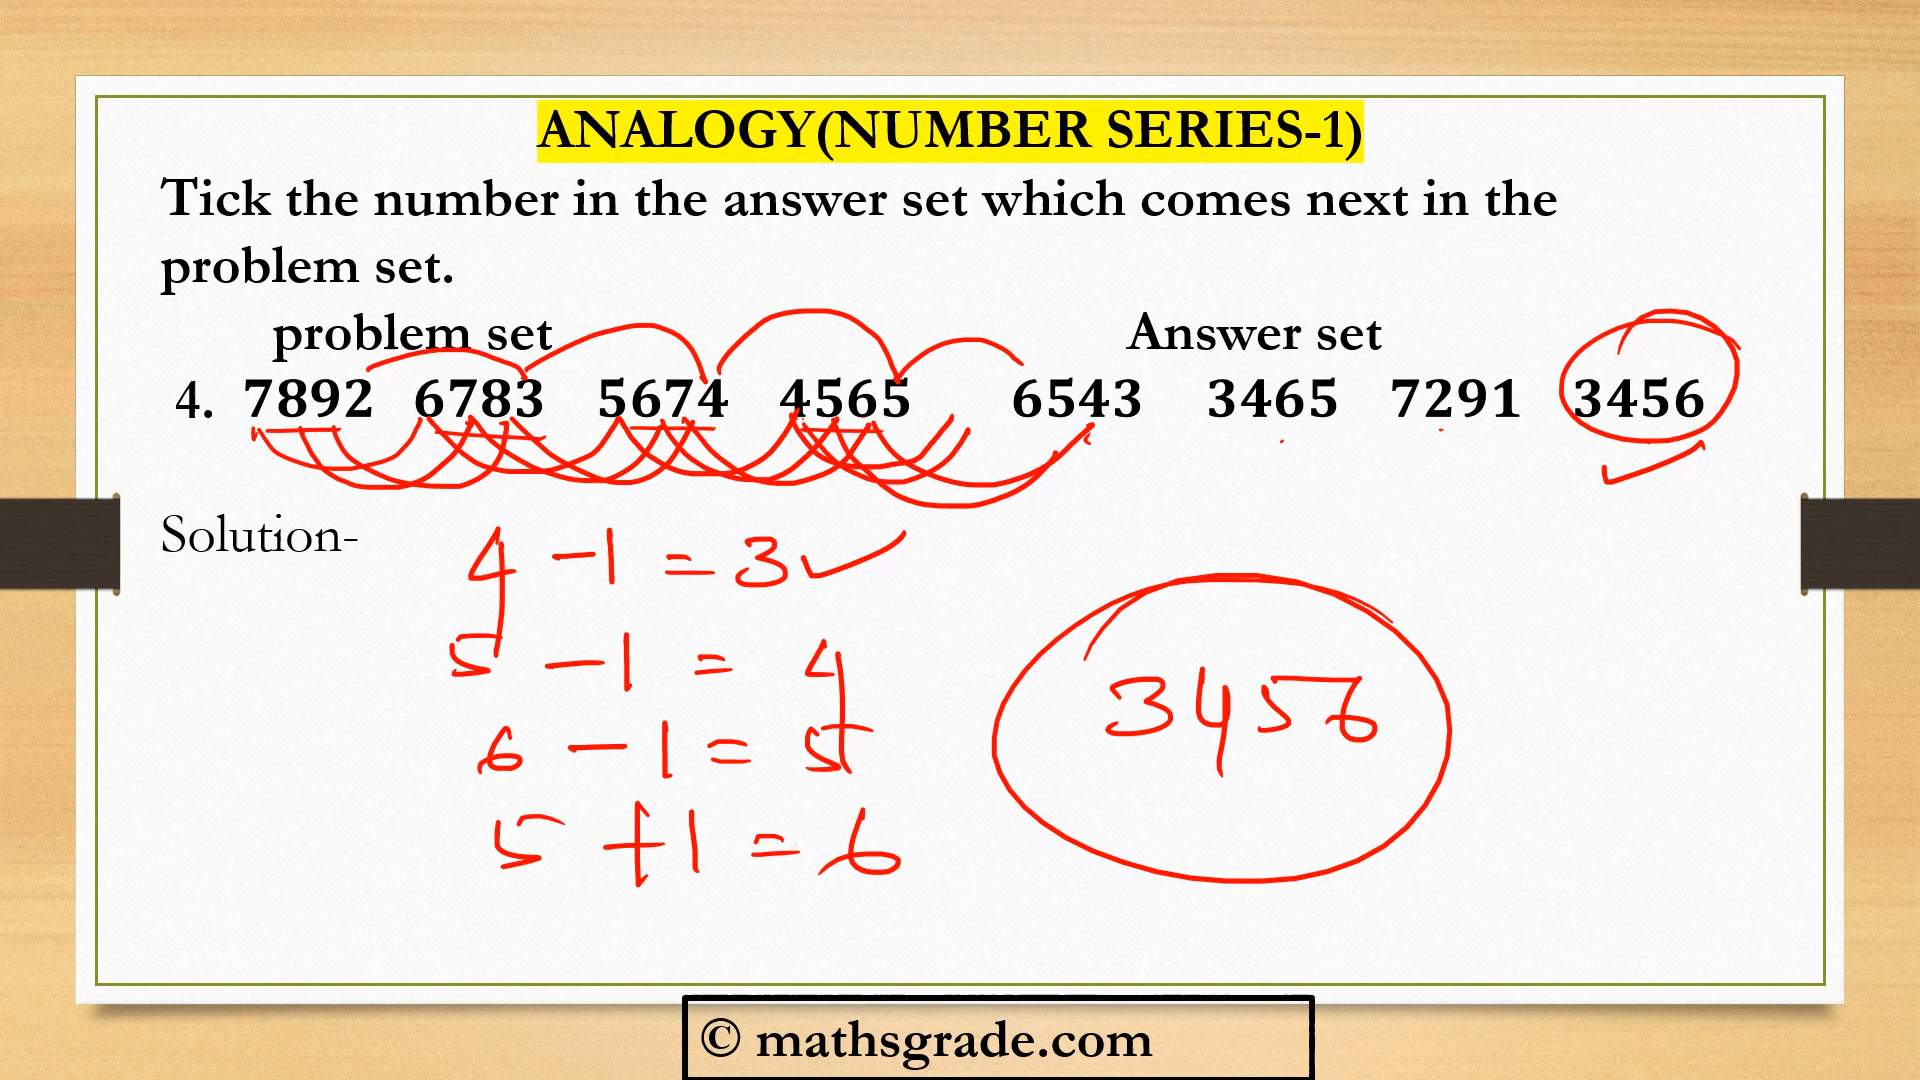 ANALOGY(NUMBER SERIES-1)
Tick the number in the answer set which comes next in the
problem set.
problem set Answer set
4. 7892 6783 5674 4565 6543 3465 7291 3456
Solution-
4 - 1 = 3
5 - 1 = 4
6 - 1 = 5
5 + 1 = 6
3456
© mathsgrade.com